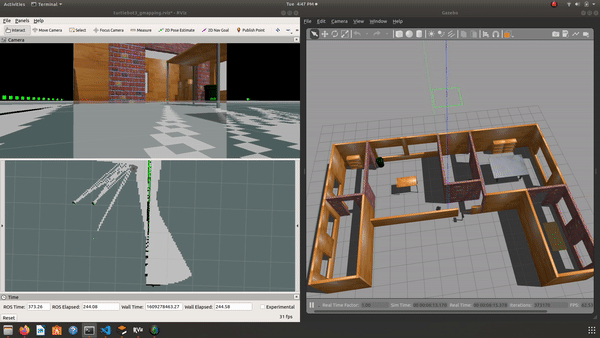 Activities
Terminal
Tue 4:47 PM
turtlebot3_gmapping.rviz* - RViz
Gazebo
File Panels Help
File Edit Camera View Window Help
Interact Move Camera Select Focus Camera Measure 2D Pose Estimate 2D Nav Goal Publish Point
Camera
Time
ROS Time: 373.26 ROS Elapsed: 244.08 Wall Time: 1609278463.27 Wall Elapsed: 244.58 Experimental
Reset
31 fps
Real Time Factor: Sim Time: Real Time: Iterations: FPS:
RViz